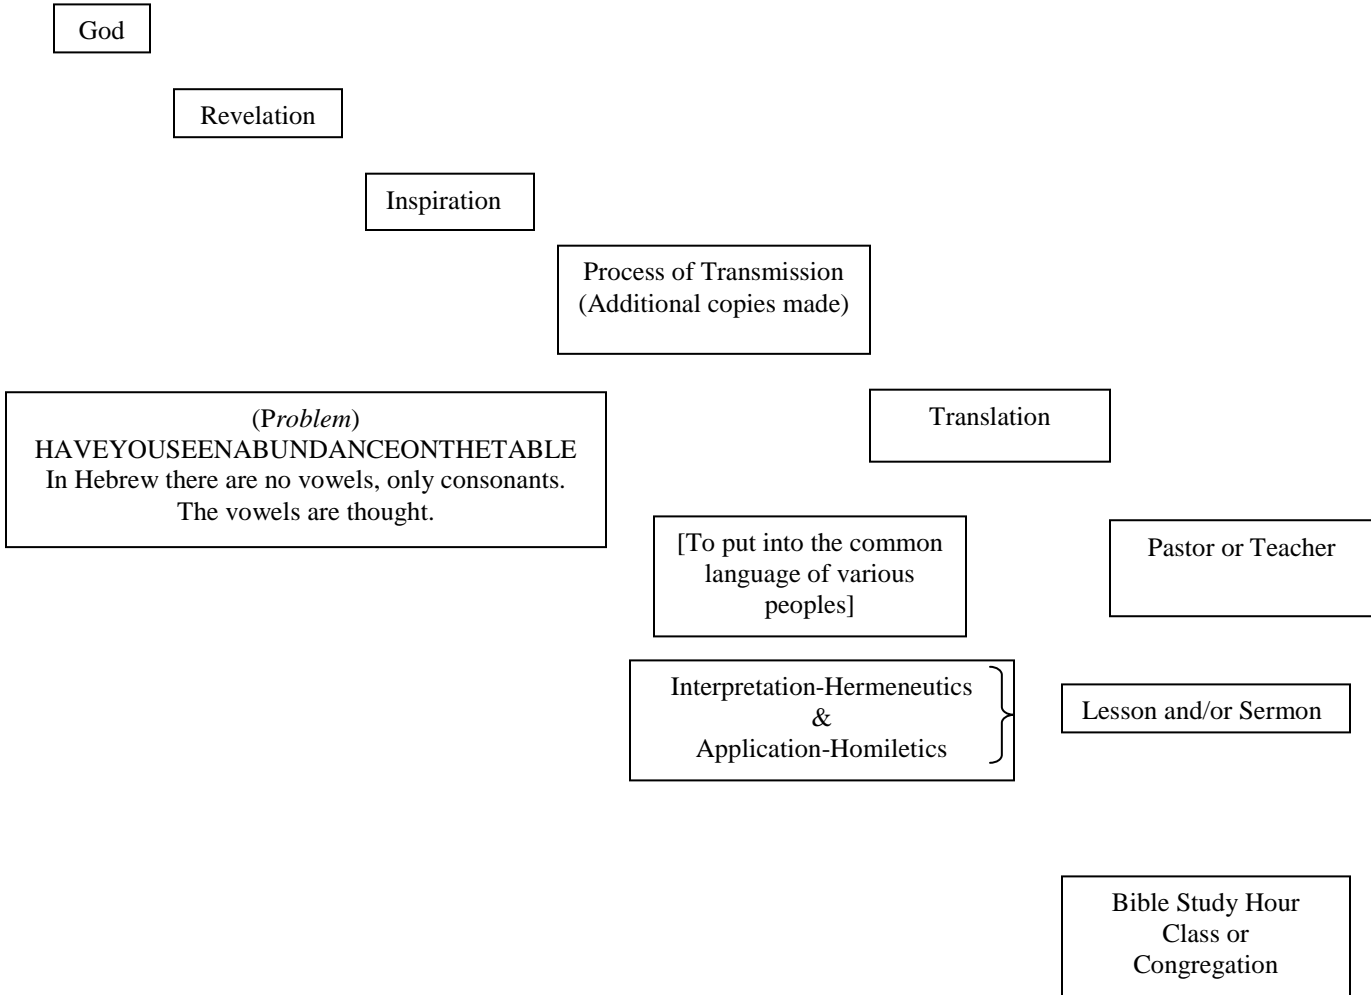 God
Revelation
Inspiration
Process of Transmission
(Additional copies made)
(Problem)
HAVEYOUSEENABUNDANCEONTHETABLE
In Hebrew there are no vowels, only consonants.
The vowels are thought.
Translation
[To put into the common
language of various
peoples]
Pastor or Teacher
Interpretation-Hermeneutics
&
Application-Homiletics
Lesson and/or Sermon
Bible Study Hour
Class or
Congregation